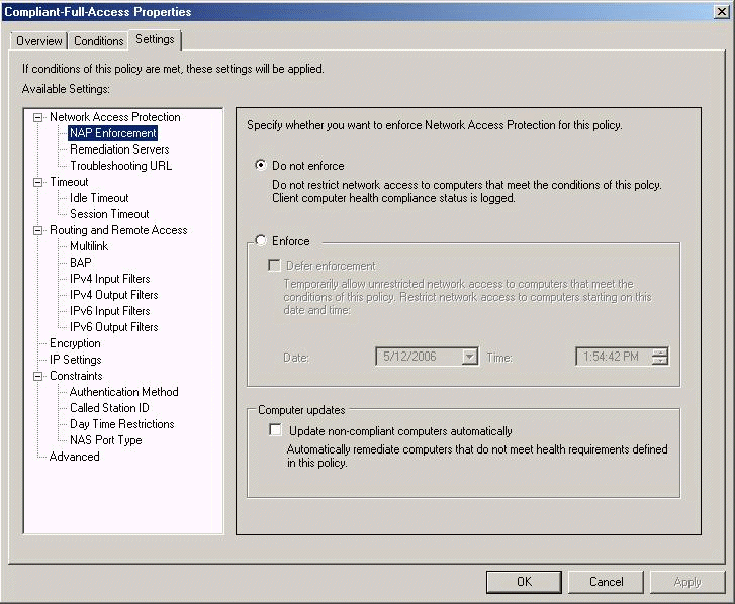 Compliant-Full-Access Properties
Overview
Conditions
Settings
If conditions of this policy are met, these settings will be applied.
Available Settings:
Network Access Protection
NAP Enforcement
Remediation Servers
Troubleshooting URL
Timeout
Idle Timeout
Session Timeout
Routing and Remote Access
Multilink
BAP
IPv4 Input Filters
IPv4 Output Filters
IPv6 Input Filters
IPv6 Output Filters
Encryption
IP Settings
Constraints
Authentication Method
Called Station ID
Day Time Restrictions
NAS Port Type
Advanced
Specify whether you want to enforce Network Access Protection for this policy.
Do not enforce
Do not restrict network access to computers that meet the conditions of this policy.
Client computer health compliance status is logged.
Enforce
Defer enforcement
Temporarily allow unrestricted network access to computers that meet the
conditions of this policy. Restrict network access to computers starting on this
date and time:
Date:
5/12/2006
Time:
1:54:42 PM
Computer updates
Update non-compliant computers automatically
Automatically remediate computers that do not meet health requirements defined
in this policy.
OK
Cancel
Apply